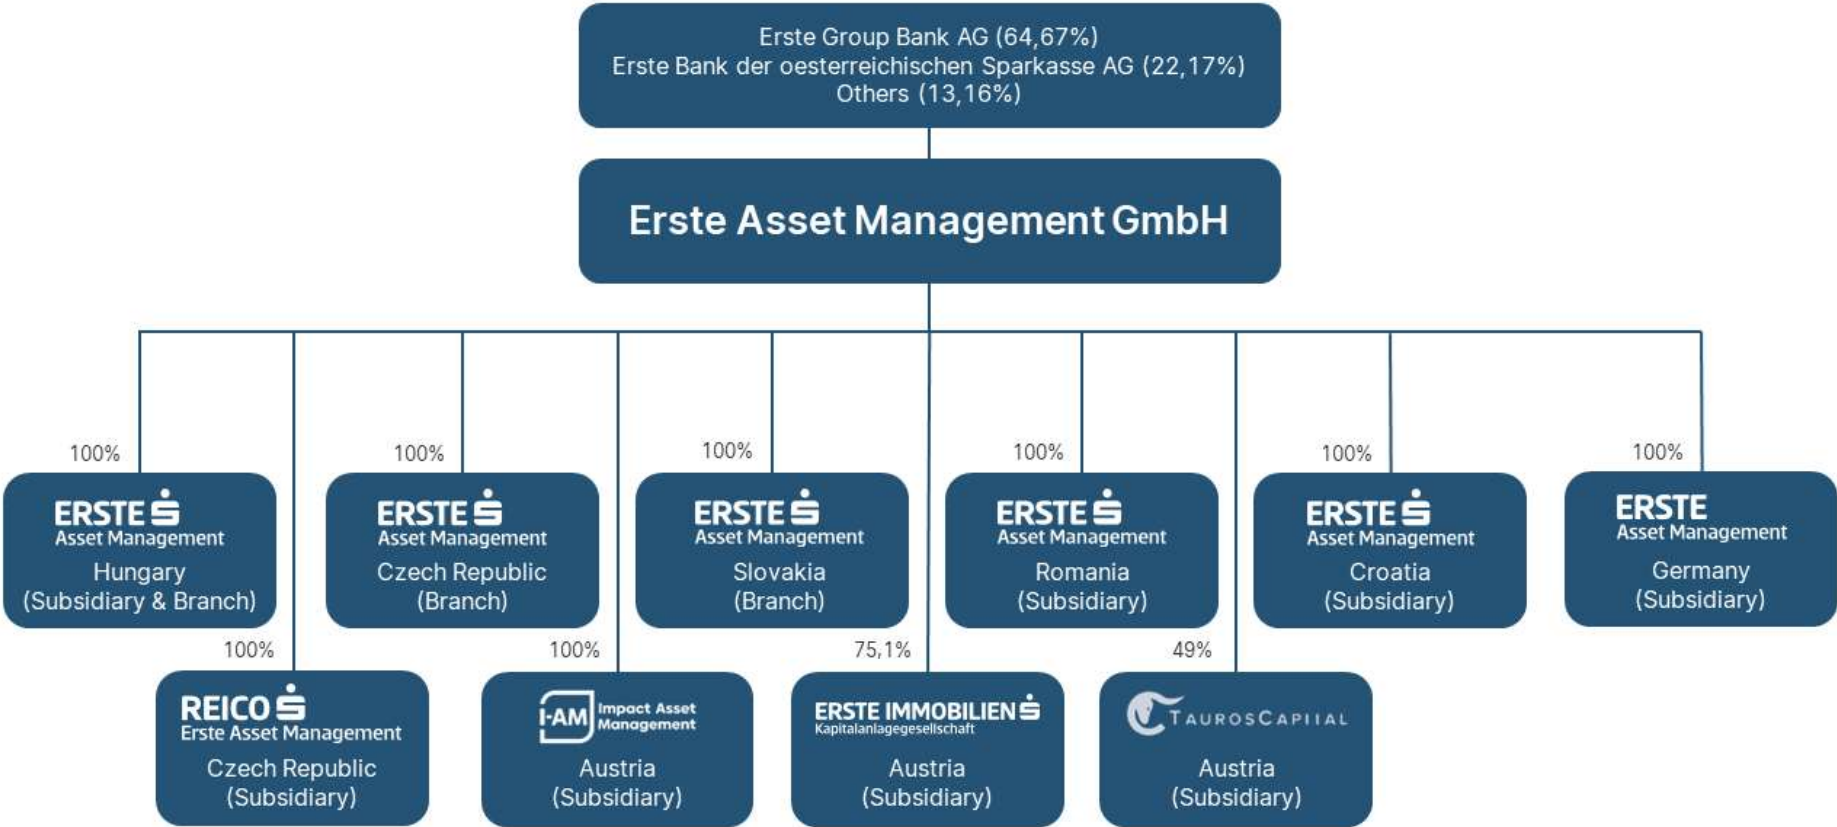 Erste Group Bank AG (64,67%)
Erste Bank der oesterreichischen Sparkasse AG (22,17%)
Others (13,16%)
Erste Asset Management GmbH
100%
ERSTE
Asset Management
Hungary
(Subsidiary & Branch)
100%
ERSTE
Asset Management
Czech Republic
(Branch)
100%
ERSTE
Asset Management
Slovakia
(Branch)
100%
ERSTE
Asset Management
Romania
(Subsidiary)
100%
ERSTE
Asset Management
Croatia
(Subsidiary)
100%
ERSTE
Asset Management
Germany
(Subsidiary)
100%
REICO
Erste Asset Management
Czech Republic
(Subsidiary)
100%
I-AM
Impact Asset
Management
Austria
(Subsidiary)
75,1%
ERSTE IMMOBILIEN
Kapitalanlagegesellschaft
Austria
(Subsidiary)
49%
TAUROSCAPITAL
Austria
(Subsidiary)